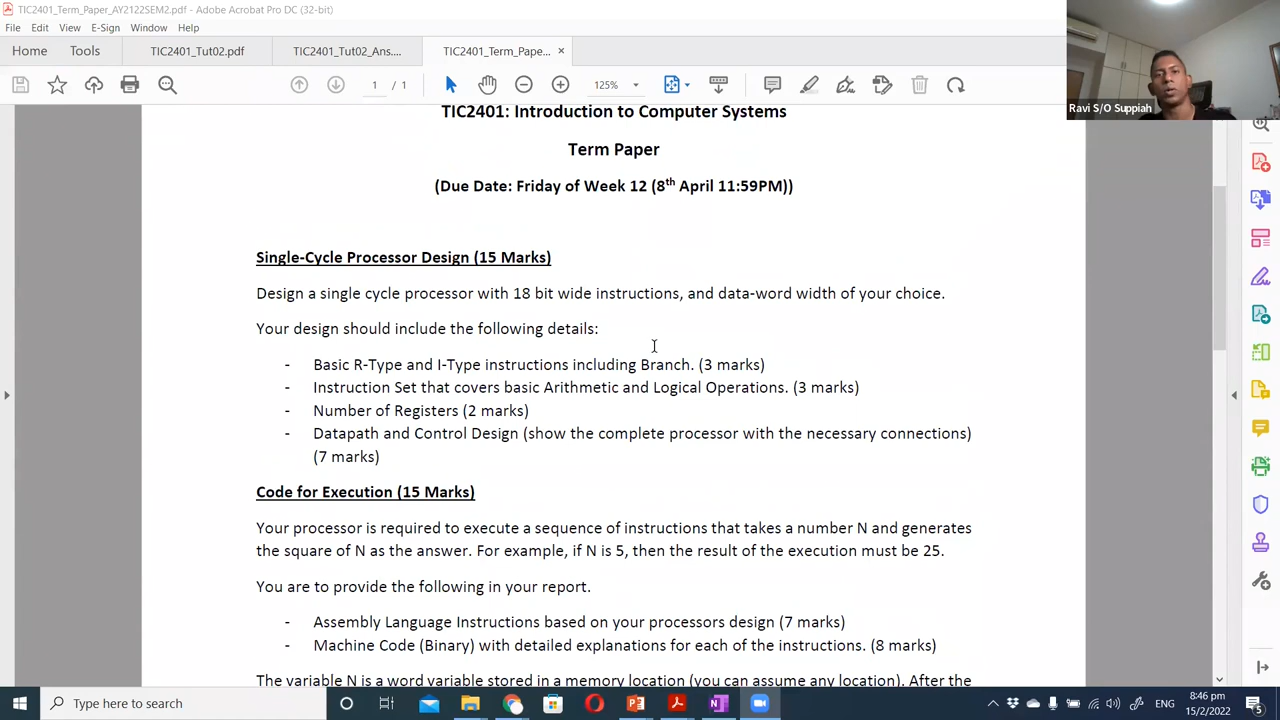 TIC2401_Term_Paper_AY2122SEM2.pdf - Adobe Acrobat Pro DC (32-bit)
File Edit View E-Sign Window Help
Home Tools TIC2401_Tut02.pdf TIC2401_Tut02_Ans.... TIC2401_Term_Pape... ×
1 / 1 125%
Ravi S/O Suppiah
TIC2401: Introduction to Computer Systems
Term Paper
(Due Date: Friday of Week 12 (8th April 11:59PM))
Single-Cycle Processor Design (15 Marks)
Design a single cycle processor with 18 bit wide instructions, and data-word width of your choice.
Your design should include the following details:
- Basic R-Type and I-Type instructions including Branch. (3 marks)
- Instruction Set that covers basic Arithmetic and Logical Operations. (3 marks)
- Number of Registers (2 marks)
- Datapath and Control Design (show the complete processor with the necessary connections)
(7 marks)
Code for Execution (15 Marks)
Your processor is required to execute a sequence of instructions that takes a number N and generates
the square of N as the answer. For example, if N is 5, then the result of the execution must be 25.
You are to provide the following in your report.
- Assembly Language Instructions based on your processors design (7 marks)
- Machine Code (Binary) with detailed explanations for each of the instructions. (8 marks)
The variable N is a word variable stored in a memory location (you can assume any location). After the
Type here to search
ENG
8:46 pm
15/2/2022
5